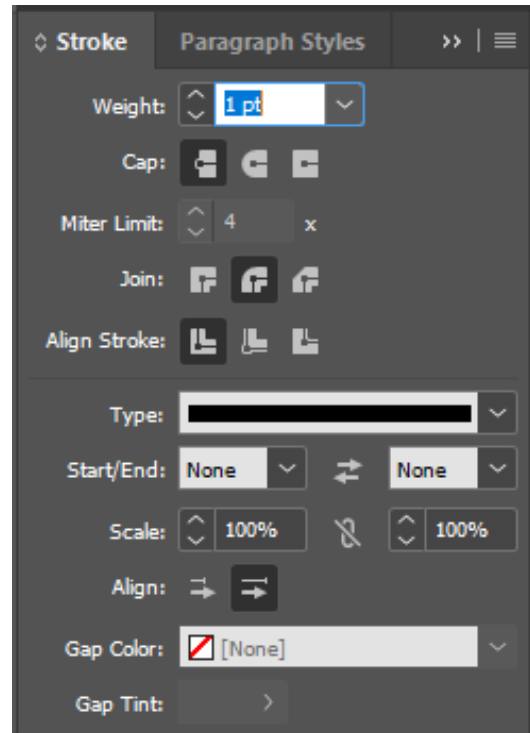 Stroke Paragraph Styles
Weight: 1 pt
Cap:
Miter Limit: 4 x
Join:
Align Stroke:
Type:
Start/End: None None
Scale: 100% 100%
Align:
Gap Color: [None]
Gap Tint: